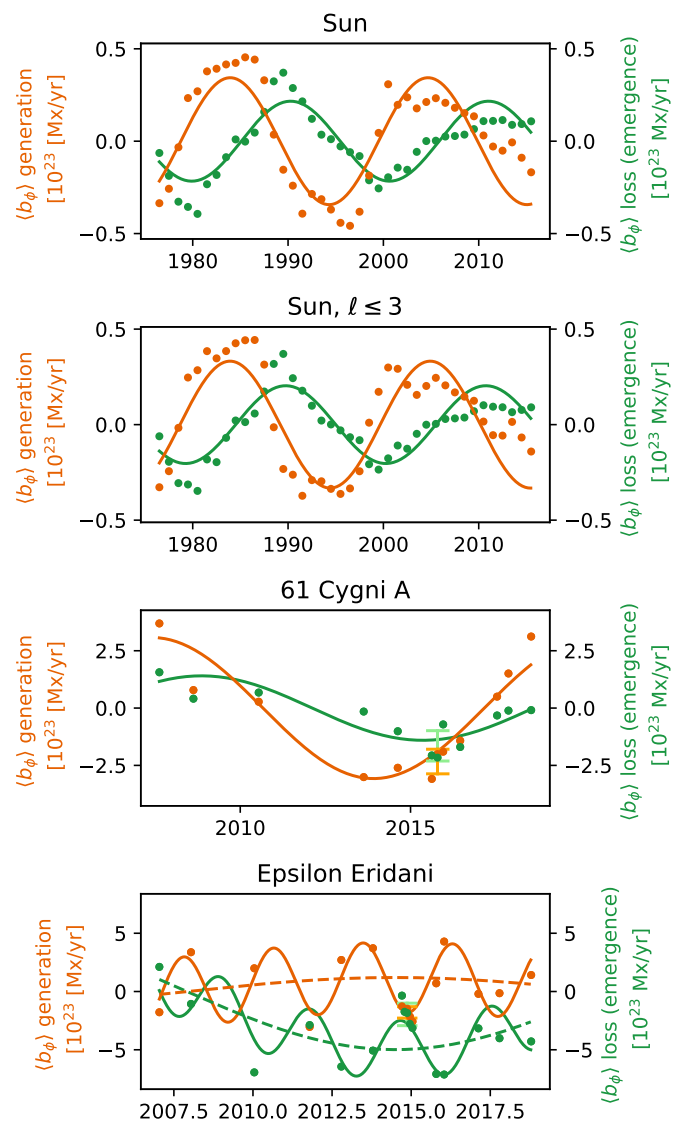 Sun
⟨b_ϕ⟩ generation
[10^23 [Mx/yr]
0.5
0.0
−0.5
0.5
0.0
−0.5
⟨b_ϕ⟩ loss (emergence)
[10^23 Mx/yr]
1980 1990 2000 2010
Sun, ℓ ≤ 3
⟨b_ϕ⟩ generation
[10^23 [Mx/yr]
0.5
0.0
−0.5
0.5
0.0
−0.5
⟨b_ϕ⟩ loss (emergence)
[10^23 Mx/yr]
1980 1990 2000 2010
61 Cygni A
⟨b_ϕ⟩ generation
[10^23 [Mx/yr]
2.5
0.0
−2.5
2.5
0.0
−2.5
⟨b_ϕ⟩ loss (emergence)
[10^23 Mx/yr]
2010 2015
Epsilon Eridani
⟨b_ϕ⟩ generation
[10^23 [Mx/yr]
5
0
−5
5
0
−5
⟨b_ϕ⟩ loss (emergence)
[10^23 Mx/yr]
2007.5 2010.0 2012.5 2015.0 2017.5